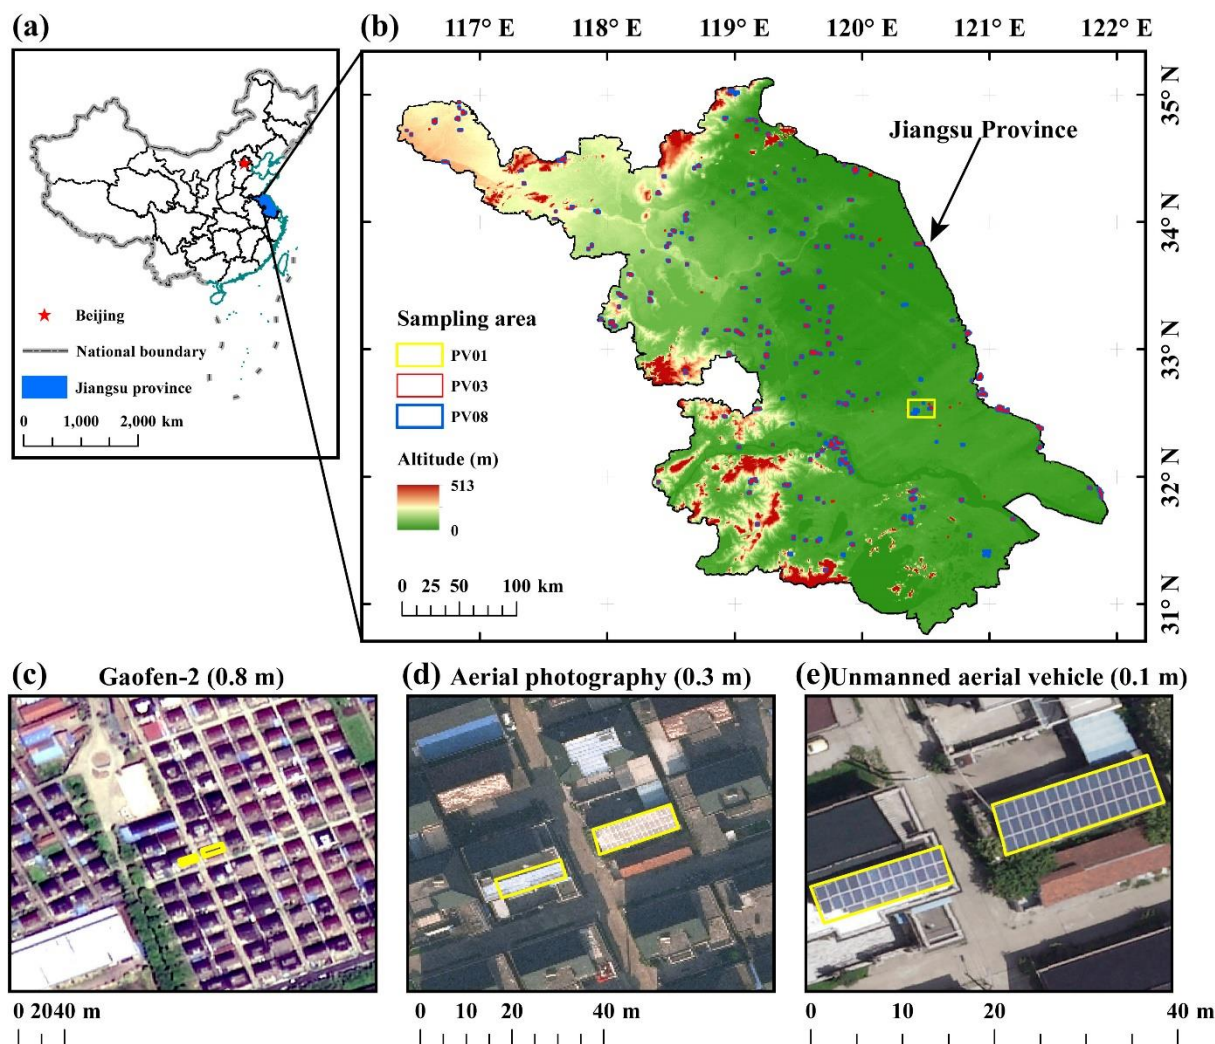 (a)
Beijing
National boundary
Jiangsu province
0 1,000 2,000 km
(b)
117° E 118° E 119° E 120° E 121° E 122° E
35° N
34° N
33° N
32° N
31° N
Jiangsu Province
Sampling area
PV01
PV03
PV08
Altitude (m)
513
0
0 25 50 100 km
(c) Gaofen-2 (0.8 m)
0 2040 m
(d) Aerial photography (0.3 m)
0 10 20 40 m
(e) Unmanned aerial vehicle (0.1 m)
0 10 20 40 m